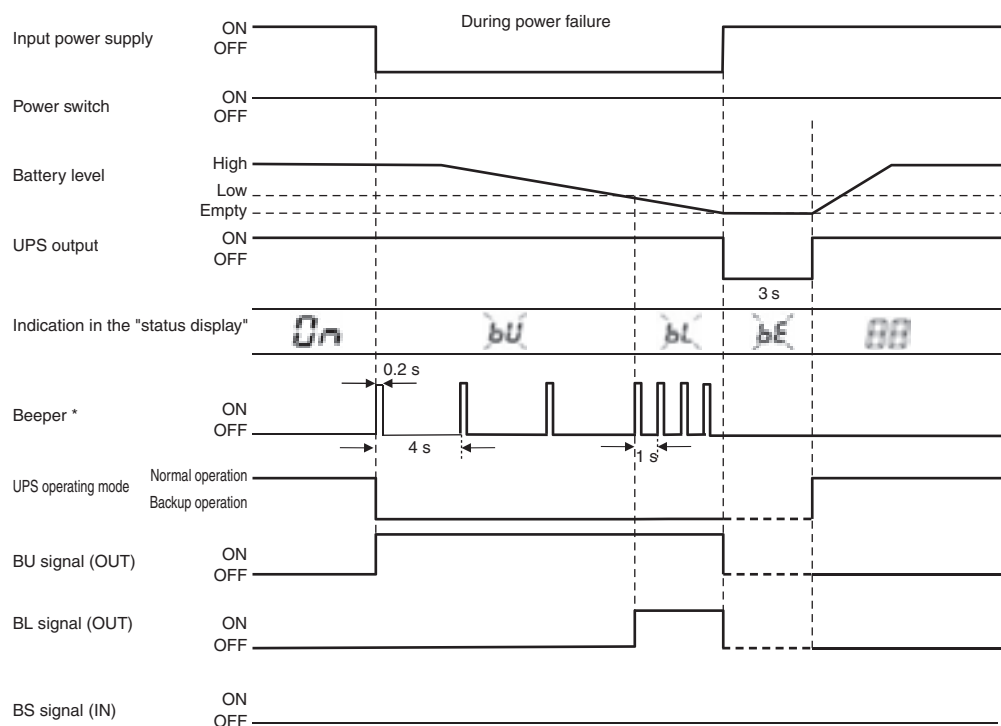 During power failure
Input power supply ON
OFF
Power switch ON
OFF
Battery level High
Low
Empty
UPS output ON
OFF
3 s
Indication in the "status display" On bU bL bE 00
0.2 s
Beeper * ON
OFF
4 s 1 s
UPS operating mode Normal operation
Backup operation
BU signal (OUT) ON
OFF
BL signal (OUT) ON
OFF
BS signal (IN) ON
OFF